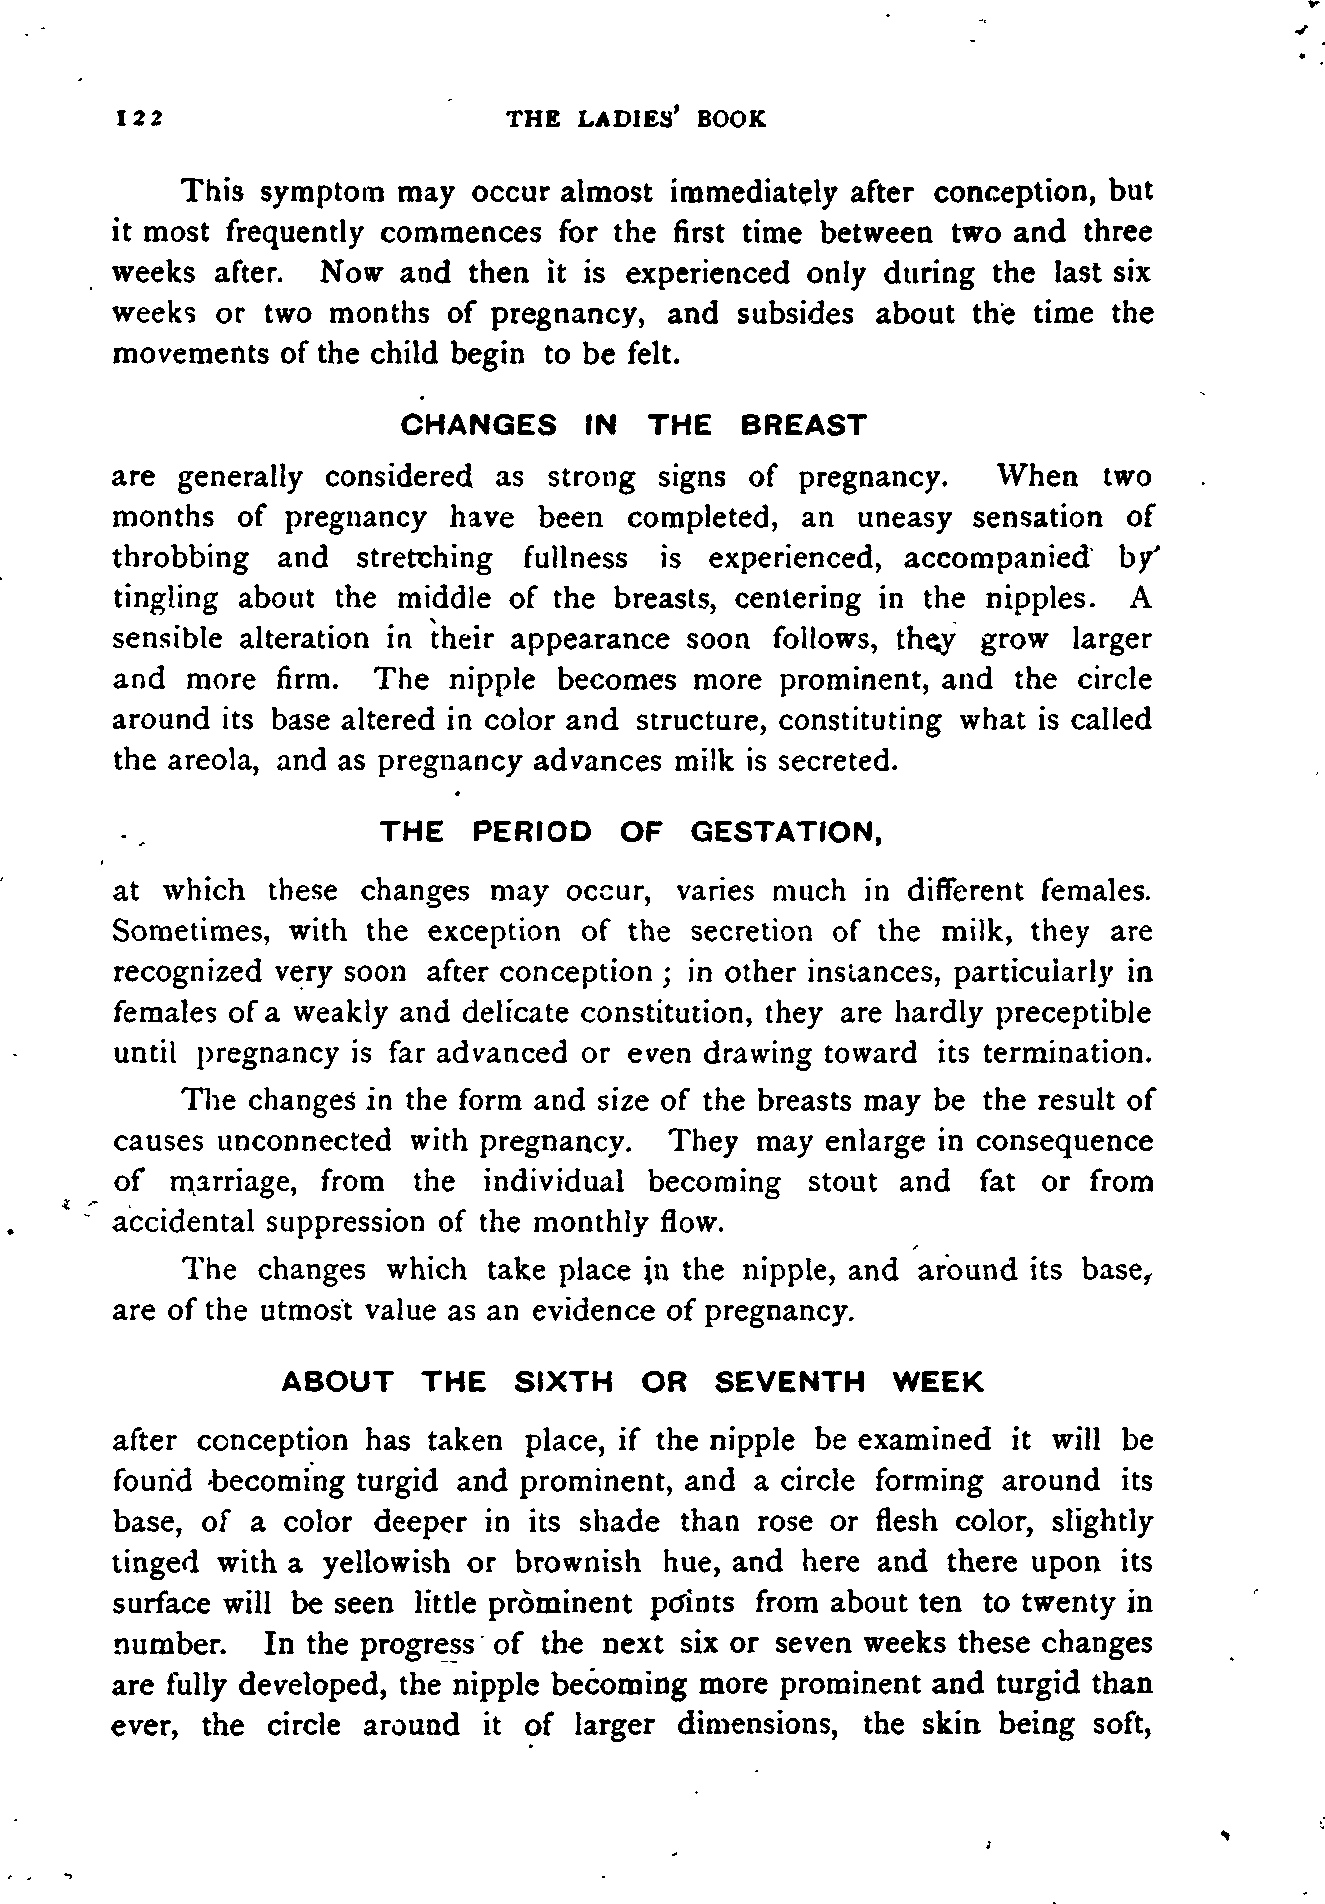 122 THE LADIES' BOOK
This symptom may occur almost immediately after conception, but
it most frequently commences for the first time between two and three
weeks after. Now and then it is experienced only during the last six
weeks or two months of pregnancy, and subsides about the time the
movements of the child begin to be felt.
CHANGES IN THE BREAST
are generally considered as strong signs of pregnancy. When two
months of pregnancy have been completed, an uneasy sensation of
throbbing and stretching fullness is experienced, accompanied by
tingling about the middle of the breasts, centering in the nipples. A
sensible alteration in their appearance soon follows, they grow larger
and more firm. The nipple becomes more prominent, and the circle
around its base altered in color and structure, constituting what is called
the areola, and as pregnancy advances milk is secreted.
THE PERIOD OF GESTATION,
at which these changes may occur, varies much in different females.
Sometimes, with the exception of the secretion of the milk, they are
recognized very soon after conception ; in other instances, particularly in
females of a weakly and delicate constitution, they are hardly preceptible
until pregnancy is far advanced or even drawing toward its termination.
The changes in the form and size of the breasts may be the result of
causes unconnected with pregnancy. They may enlarge in consequence
of marriage, from the individual becoming stout and fat or from
accidental suppression of the monthly flow.
The changes which take place in the nipple, and around its base,
are of the utmost value as an evidence of pregnancy.
ABOUT THE SIXTH OR SEVENTH WEEK
after conception has taken place, if the nipple be examined it will be
found becoming turgid and prominent, and a circle forming around its
base, of a color deeper in its shade than rose or flesh color, slightly
tinged with a yellowish or brownish hue, and here and there upon its
surface will be seen little prominent points from about ten to twenty in
number. In the progress of the next six or seven weeks these changes
are fully developed, the nipple becoming more prominent and turgid than
ever, the circle around it of larger dimensions, the skin being soft,